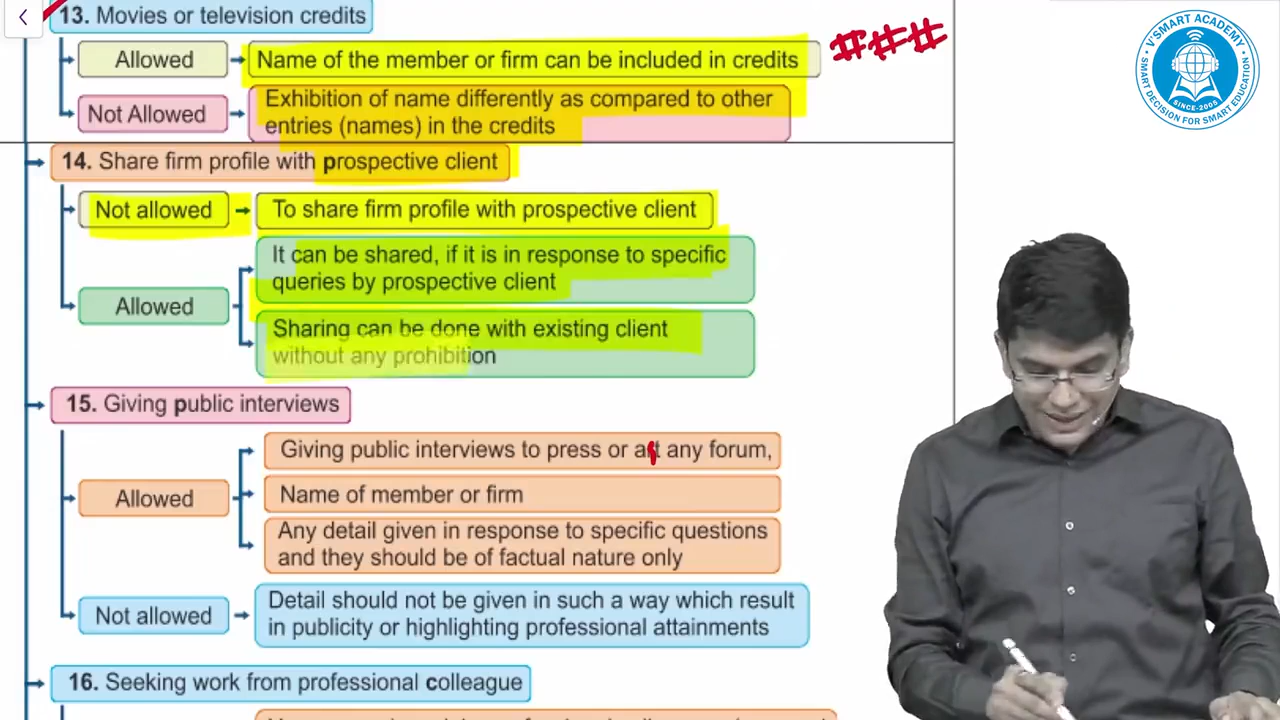 13. Movies or television credits
Allowed
Name of the member or firm can be included in credits
###
Not Allowed
Exhibition of name differently as compared to other
entries (names) in the credits
14. Share firm profile with prospective client
Not allowed
To share firm profile with prospective client
It can be shared, if it is in response to specific
queries by prospective client
Allowed
Sharing can be done with existing client
without any prohibition
15. Giving public interviews
Giving public interviews to press or at any forum,
Allowed
Name of member or firm
Any detail given in response to specific questions
and they should be of factual nature only
Not allowed
Detail should not be given in such a way which result
in publicity or highlighting professional attainments
16. Seeking work from professional colleague
V'SMART ACADEMY
SINCE-2005
SMART DECISION FOR SMART EDUCATION